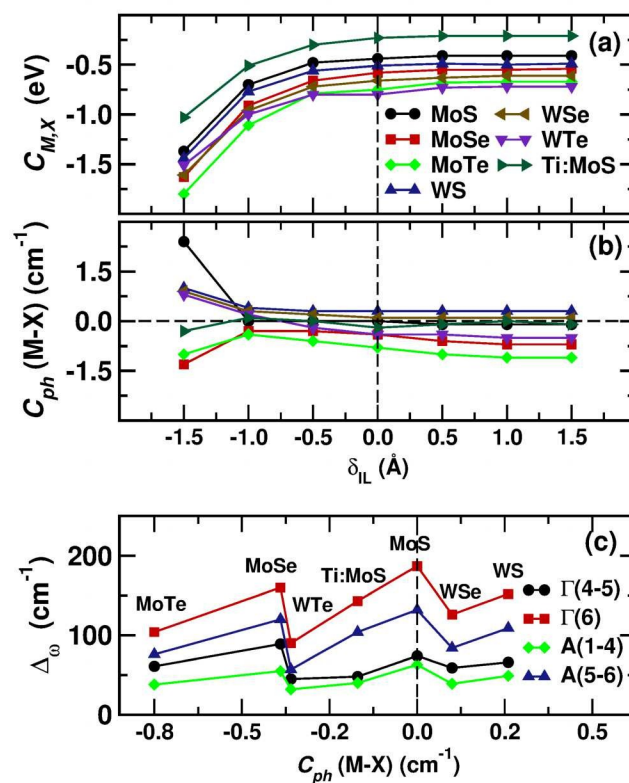 (a)
C_{M,X} (eV)
-0.5
-1.0
-1.5
MoS
MoSe
MoTe
WS
WSe
WTe
Ti:MoS
(b)
C_{ph} (M-X) (cm^{-1})
1.5
0.0
-1.5
-1.5 -1.0 -0.5 0.0 0.5 1.0 1.5
δ_{IL} (Å)
(c)
Δ_ω (cm^{-1})
200
100
0
MoTe
MoSe
WTe
Ti:MoS
MoS
WSe
WS
Γ(4-5)
Γ(6)
A(1-4)
A(5-6)
-0.8 -0.5 -0.2 0.0 0.2 0.5
C_{ph} (M-X) (cm^{-1})